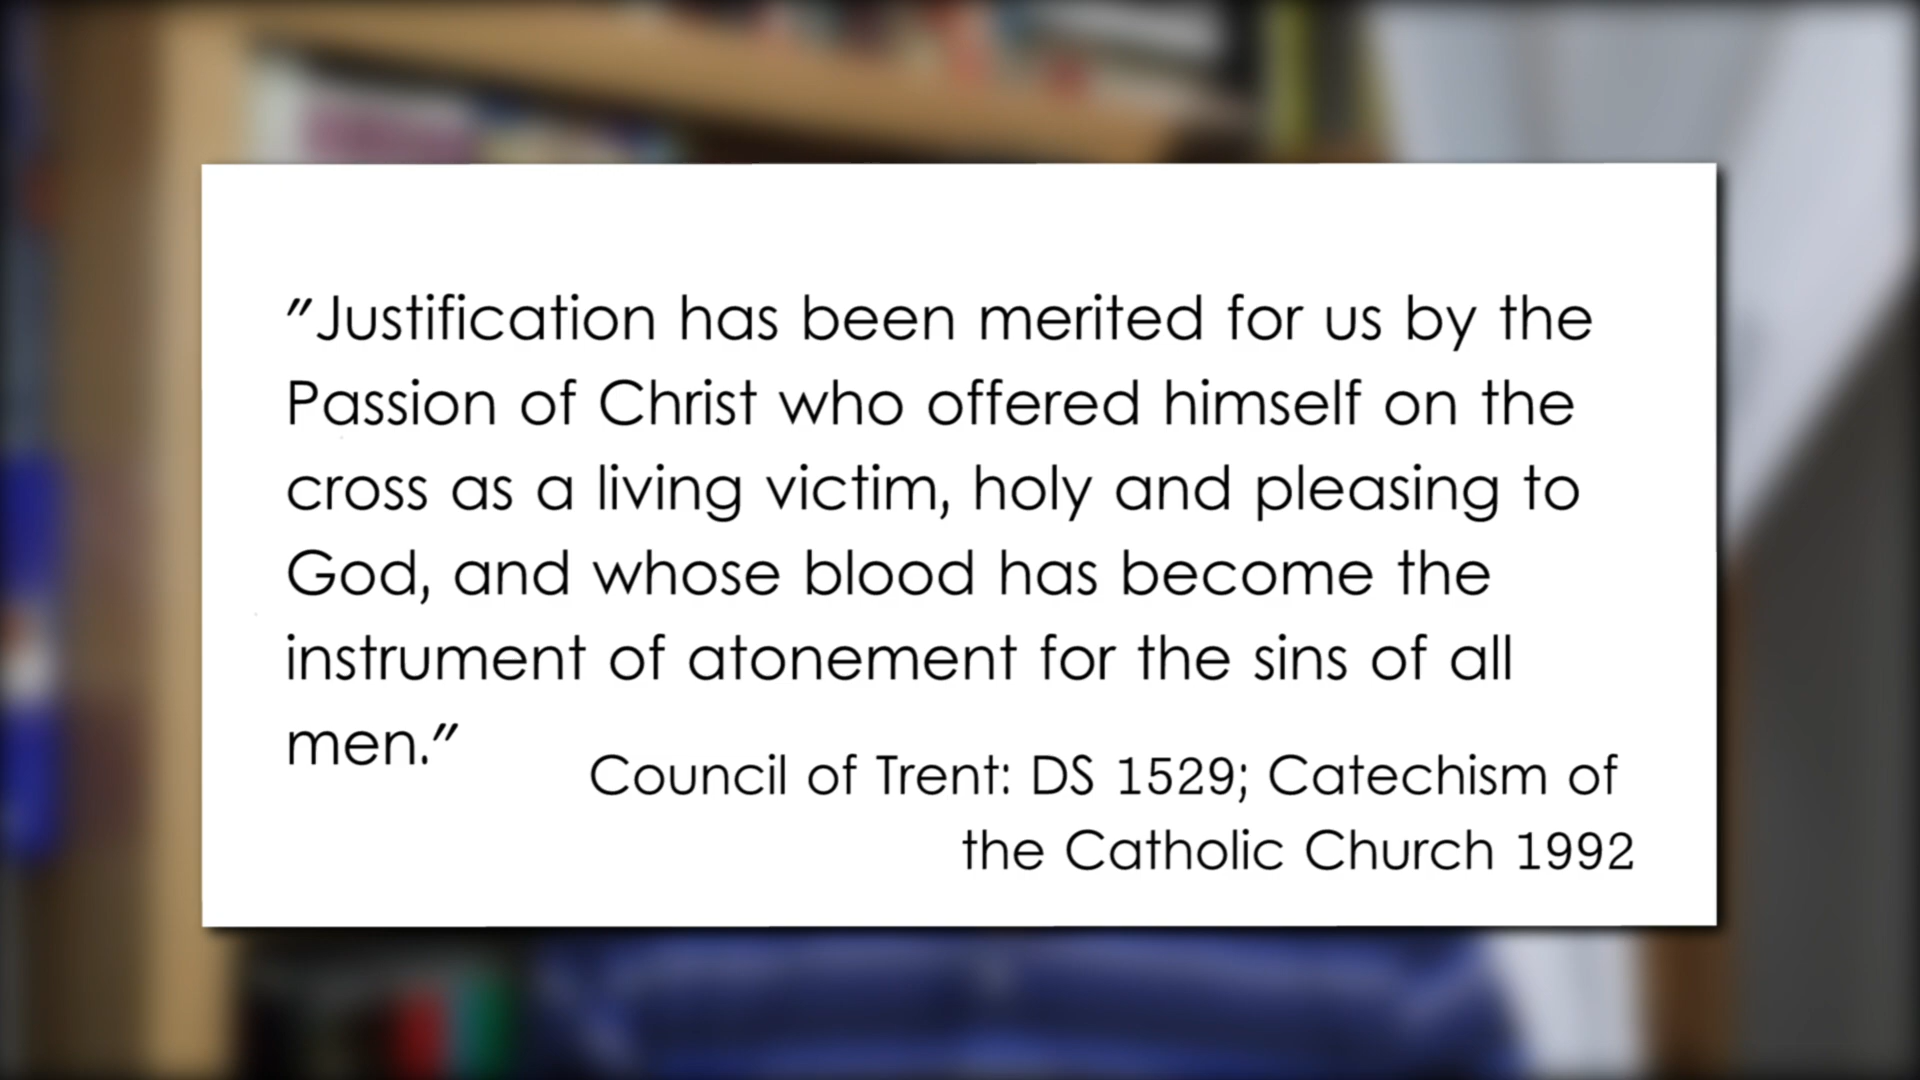 "Justification has been merited for us by the
Passion of Christ who offered himself on the
cross as a living victim, holy and pleasing to
God, and whose blood has become the
instrument of atonement for the sins of all
men."
Council of Trent: DS 1529; Catechism of
the Catholic Church 1992